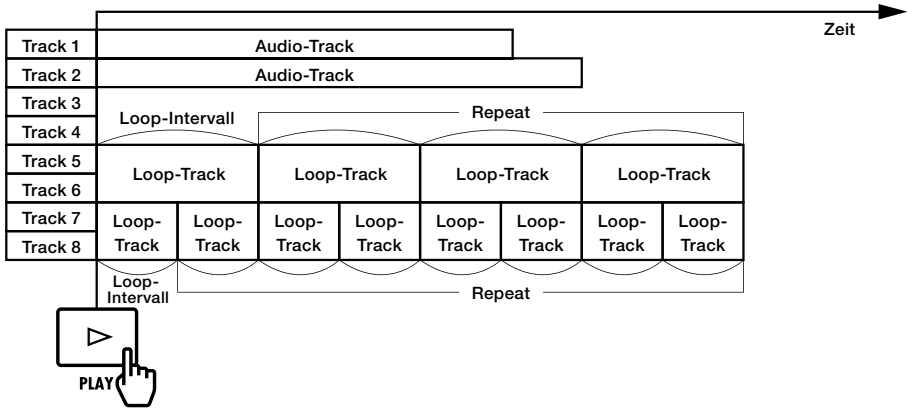 Zeit
Track 1
Audio-Track
Track 2
Audio-Track
Track 3
Track 4
Loop-Intervall
Repeat
Track 5
Track 6
Loop-Track
Loop-Track
Loop-Track
Loop-Track
Track 7
Track 8
Loop-
Track
Loop-
Track
Loop-
Track
Loop-
Track
Loop-
Track
Loop-
Track
Loop-
Track
Loop-
Track
Loop-
Intervall
Repeat
PLAY